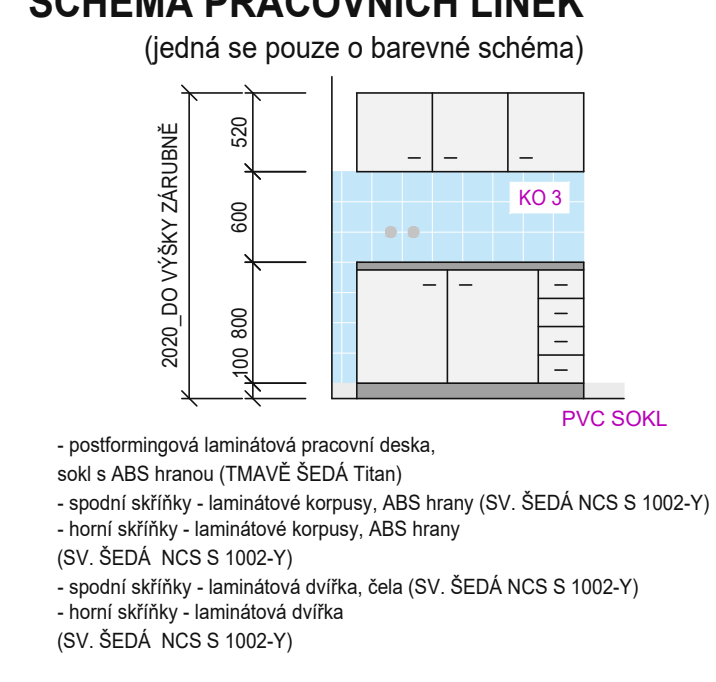 SCHÉMA PRACOVNÍCH LINEK
(jedná se pouze o barevné schéma)
2020_DO VÝŠKY ZÁRUBNĚ
520
600
100 800
KO 3
PVC SOKL
- postformingová laminátová pracovní deska,
sokl s ABS hranou (TMAVĚ ŠEDÁ Titan)
- spodní skříňky - laminátové korpusy, ABS hrany (SV. ŠEDÁ NCS S 1002-Y)
- horní skříňky - laminátové korpusy, ABS hrany
(SV. ŠEDÁ NCS S 1002-Y)
- spodní skříňky - laminátová dvířka, čela (SV. ŠEDÁ NCS S 1002-Y)
- horní skříňky - laminátová dvířka
(SV. ŠEDÁ NCS S 1002-Y)